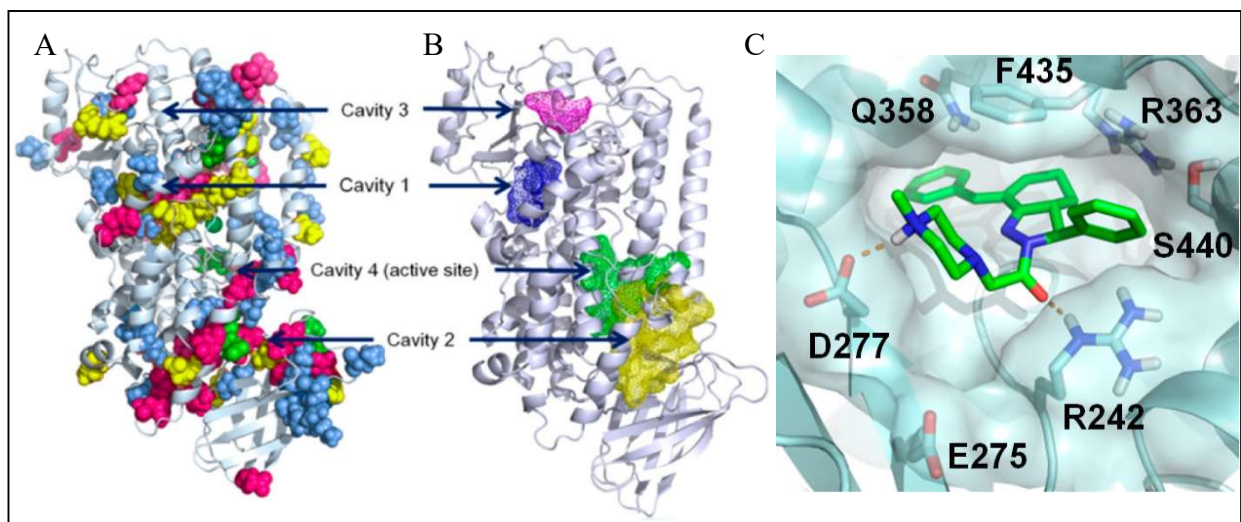 A
B
C
Cavity 3
Cavity 1
Cavity 4 (active site)
Cavity 2
F435
Q358
R363
S440
D277
R242
E275